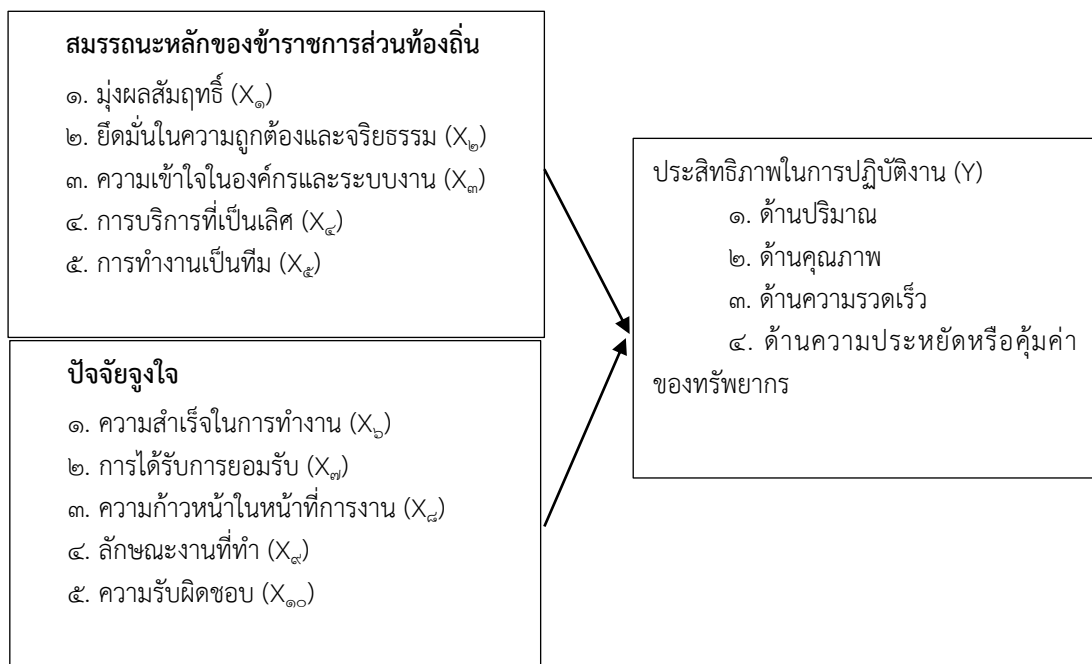 สมรรถนะหลักของข้าราชการส่วนท้องถิ่น
๑. มุ่งผลสัมฤทธิ์ (X๑)
๒. ยึดมั่นในความถูกต้องและจริยธรรม (X๒)
๓. ความเข้าใจในองค์กรและระบบงาน (X๓)
๔. การบริการที่เป็นเลิศ (X๔)
๕. การทำงานเป็นทีม (X๕)
ปัจจัยจูงใจ
๑. ความสำเร็จในการทำงาน (X๖)
๒. การได้รับการยอมรับ (X๗)
๓. ความก้าวหน้าในหน้าที่การงาน (X๘)
๔. ลักษณะงานที่ทำ (X๙)
๕. ความรับผิดชอบ (X๑๐)
ประสิทธิภาพในการปฏิบัติงาน (Y)
๑. ด้านปริมาณ
๒. ด้านคุณภาพ
๓. ด้านความรวดเร็ว
๔. ด้านความประหยัดหรือคุ้มค่า
ของทรัพยากร